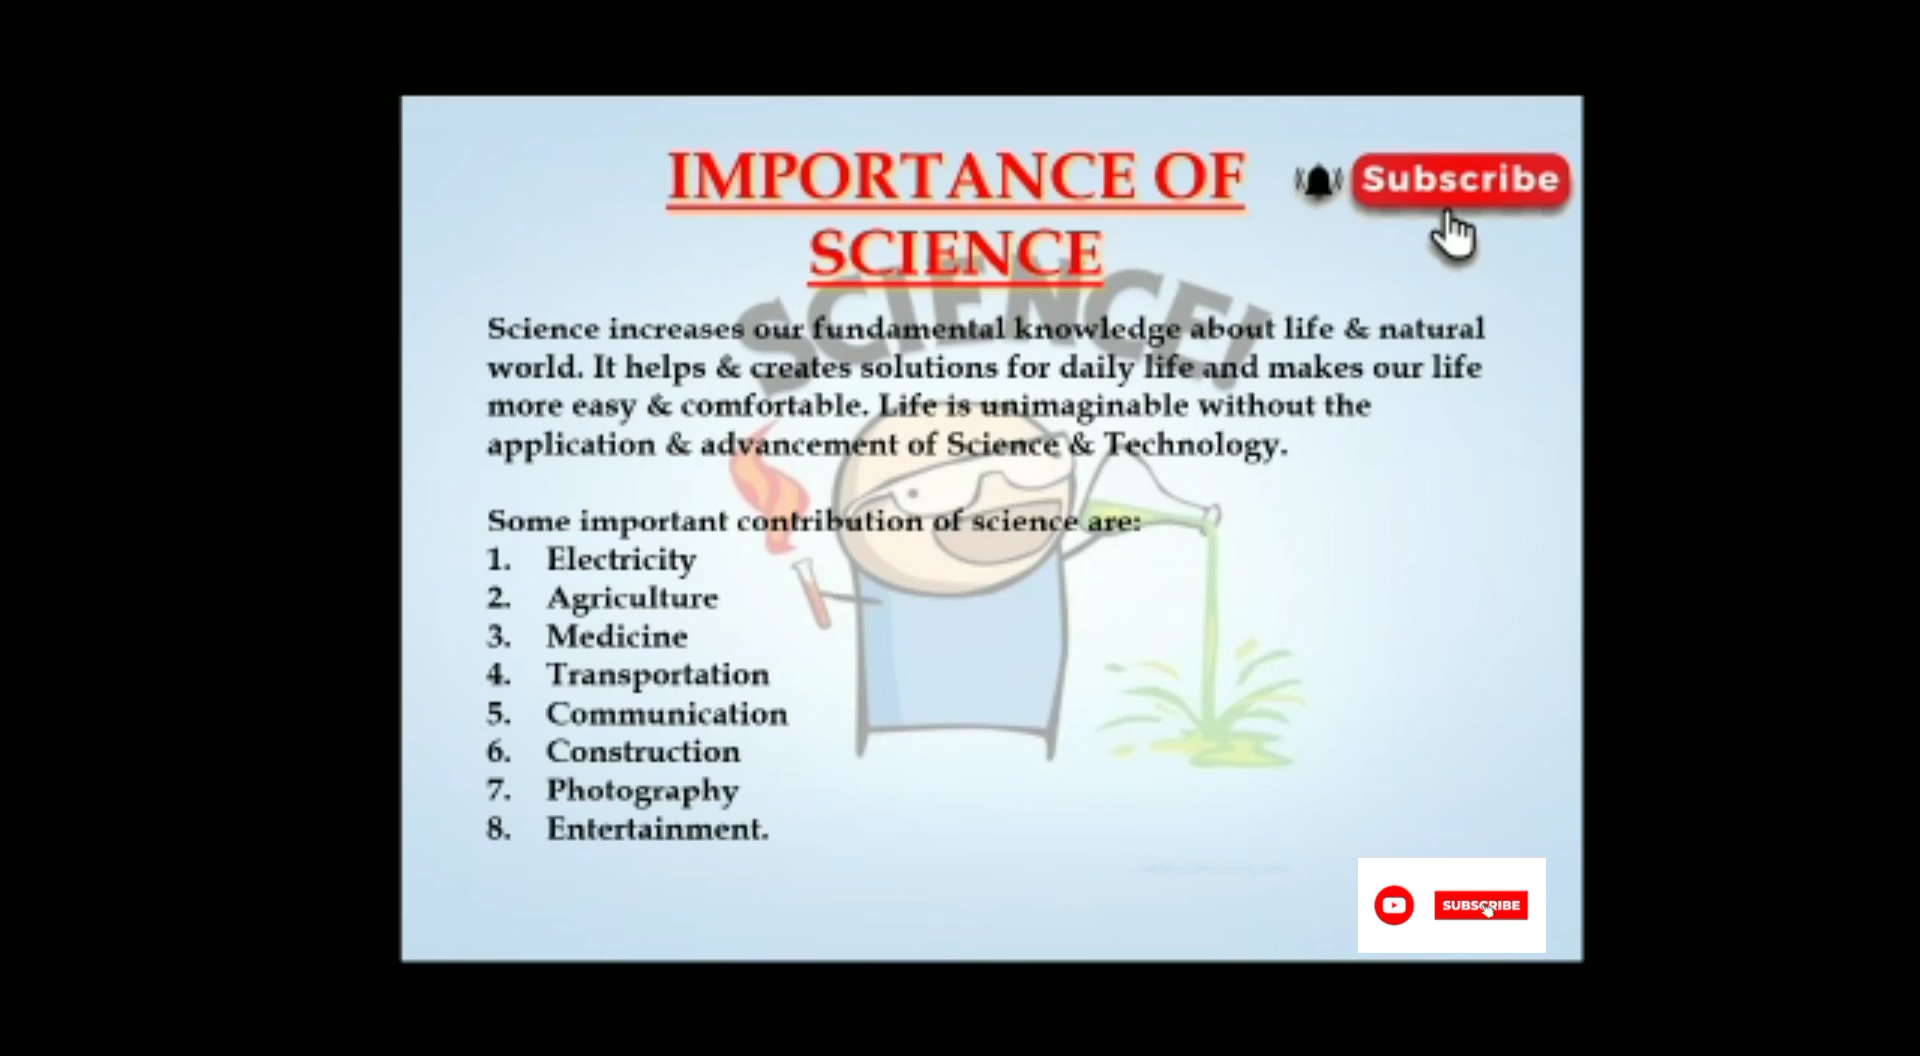 IMPORTANCE OF
SCIENCE
Subscribe
SCIENCE!
Science increases our fundamental knowledge about life & natural
world. It helps & creates solutions for daily life and makes our life
more easy & comfortable. Life is unimaginable without the
application & advancement of Science & Technology.
Some important contribution of science are:
1. Electricity
2. Agriculture
3. Medicine
4. Transportation
5. Communication
6. Construction
7. Photography
8. Entertainment.
SUBSCRIBE